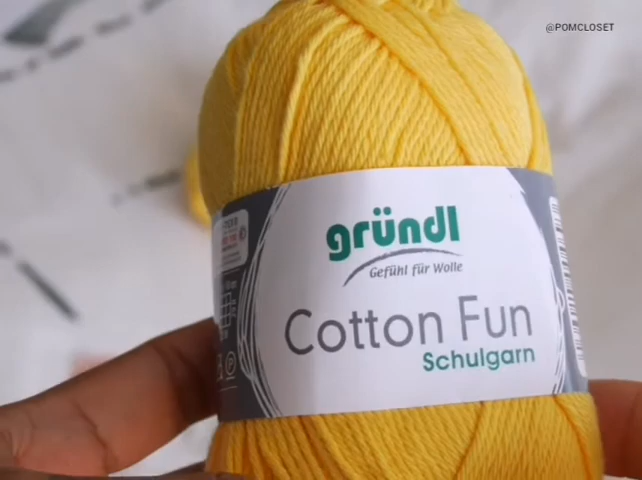 @POMCLOSET
gründl
Gefühl für Wolle
Cotton Fun
Schulgarn